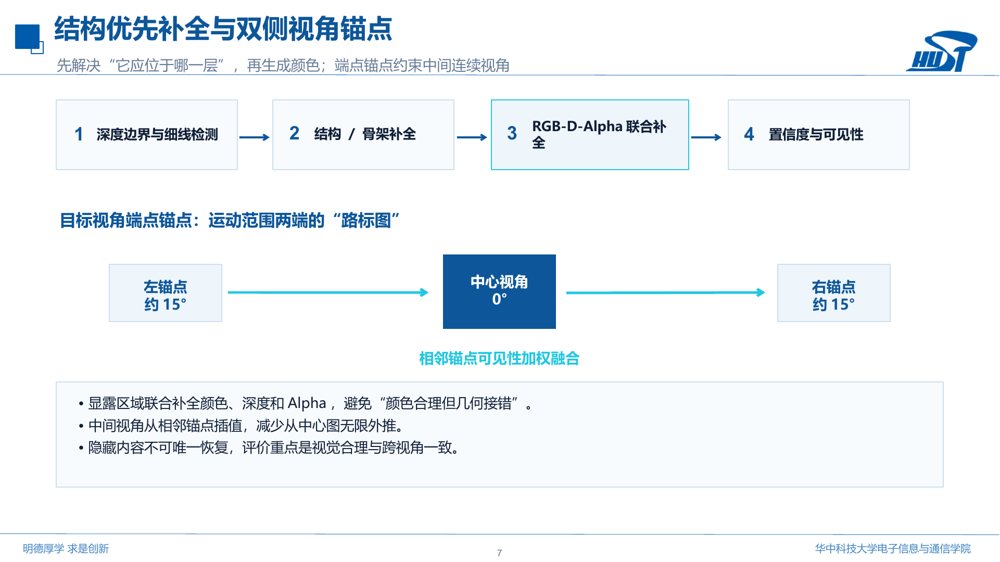 结构优先补全与双侧视角锚点
先解决“它应位于哪一层”，再生成颜色；端点锚点约束中间连续视角
HUST
1 深度边界与细线检测
2 结构 / 骨架补全
3 RGB-D-Alpha 联合补
全
4 置信度与可见性
目标视角端点锚点：运动范围两端的“路标图”
左锚点
约 15°
中心视角
0°
右锚点
约 15°
相邻锚点可见性加权融合
• 显露区域联合补全颜色、深度和 Alpha ，避免“颜色合理但几何接错”。
• 中间视角从相邻锚点插值，减少从中心图无限外推。
• 隐藏内容不可唯一恢复，评价重点是视觉合理与跨视角一致。
明德厚学 求是创新
7
华中科技大学电子信息与通信学院